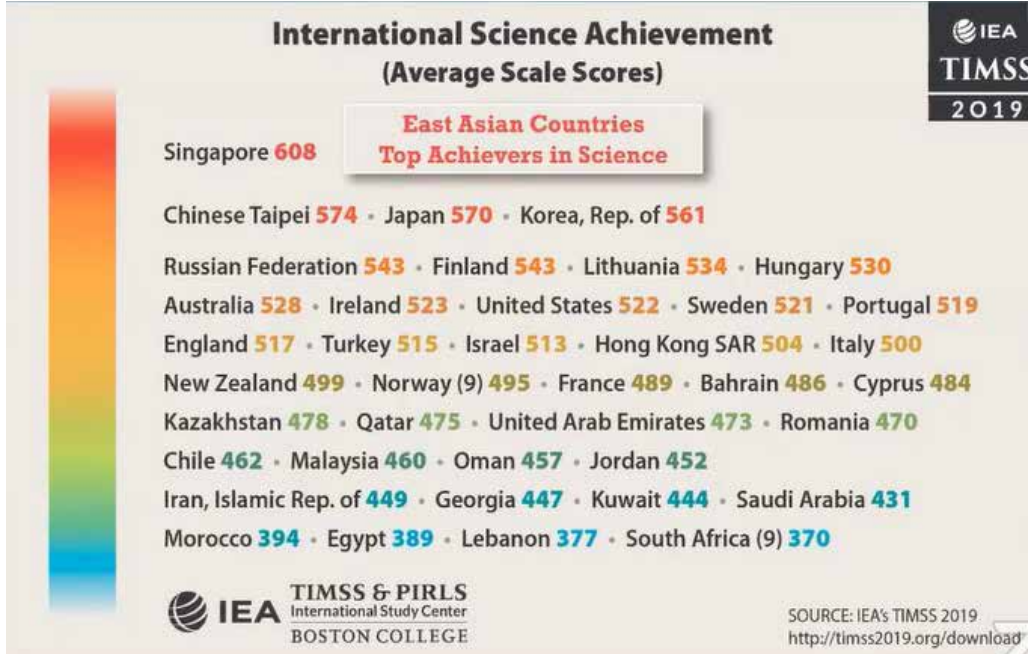 International Science Achievement
(Average Scale Scores)
IEA
TIMSS
2019
East Asian Countries
Top Achievers in Science
Singapore 608
Chinese Taipei 574 • Japan 570 • Korea, Rep. of 561
Russian Federation 543 • Finland 543 • Lithuania 534 • Hungary 530
Australia 528 • Ireland 523 • United States 522 • Sweden 521 • Portugal 519
England 517 • Turkey 515 • Israel 513 • Hong Kong SAR 504 • Italy 500
New Zealand 499 • Norway (9) 495 • France 489 • Bahrain 486 • Cyprus 484
Kazakhstan 478 • Qatar 475 • United Arab Emirates 473 • Romania 470
Chile 462 • Malaysia 460 • Oman 457 • Jordan 452
Iran, Islamic Rep. of 449 • Georgia 447 • Kuwait 444 • Saudi Arabia 431
Morocco 394 • Egypt 389 • Lebanon 377 • South Africa (9) 370
IEA
TIMSS & PIRLS
International Study Center
BOSTON COLLEGE
SOURCE: IEA's TIMSS 2019
http://timss2019.org/download